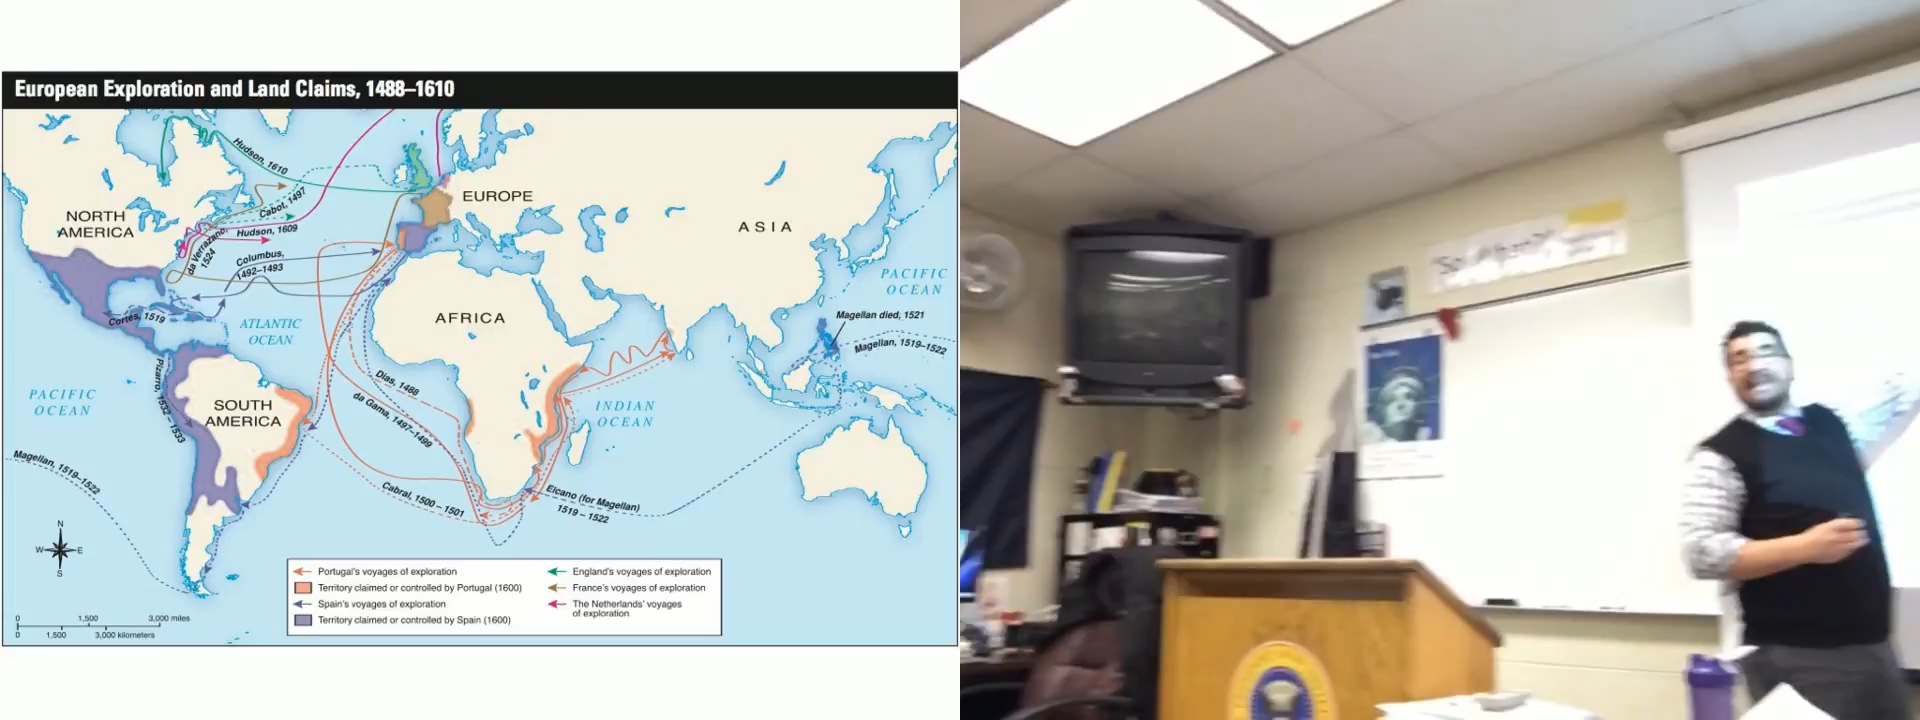 European Exploration and Land Claims, 1488–1610
Hudson, 1610
Cabot, 1497
EUROPE
NORTH
AMERICA
ASIA
da Verrazano,
1524
Hudson, 1609
Columbus,
1492–1493
PACIFIC
OCEAN
Cortés, 1519
ATLANTIC
OCEAN
AFRICA
Magellan died, 1521
Magellan, 1519–1522
Pizarro, 1532–1533
Dias, 1488
da Gama, 1497–1499
PACIFIC
OCEAN
SOUTH
AMERICA
INDIAN
OCEAN
Magellan, 1519–1522
Cabral, 1500–1501
Elcano (for Magellan)
1519–1522
N
W E
S
0 1,500 3,000 miles
0 1,500 3,000 kilometers
Portugal's voyages of exploration
Territory claimed or controlled by Portugal (1600)
Spain's voyages of exploration
Territory claimed or controlled by Spain (1600)
England's voyages of exploration
France's voyages of exploration
The Netherlands' voyages
of exploration